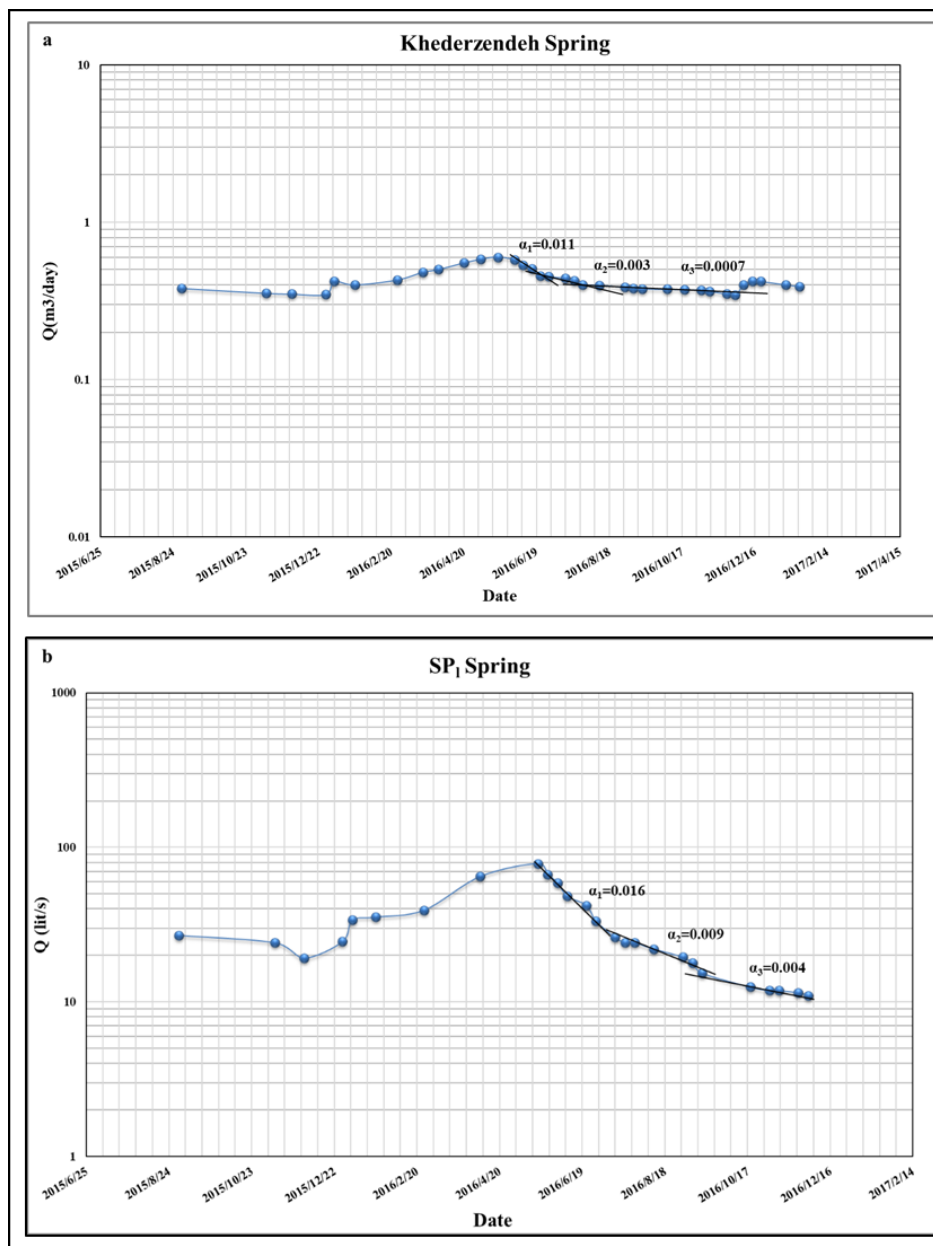 a
Khederzendeh Spring
10
1
0.1
0.01
Q(m3/day)
α₁=0.011
α₂=0.003
α₃=0.0007
2015/6/25
2015/8/24
2015/10/23
2015/12/22
2016/2/20
2016/4/20
2016/6/19
2016/8/18
2016/10/17
2016/12/16
2017/2/14
2017/4/15
Date
b
SP₁ Spring
1000
100
10
1
Q (lit/s)
α₁=0.016
α₂=0.009
α₃=0.004
2015/6/25
2015/8/24
2015/10/23
2015/12/22
2016/2/20
2016/4/20
2016/6/19
2016/8/18
2016/10/17
2016/12/16
2017/2/14
Date